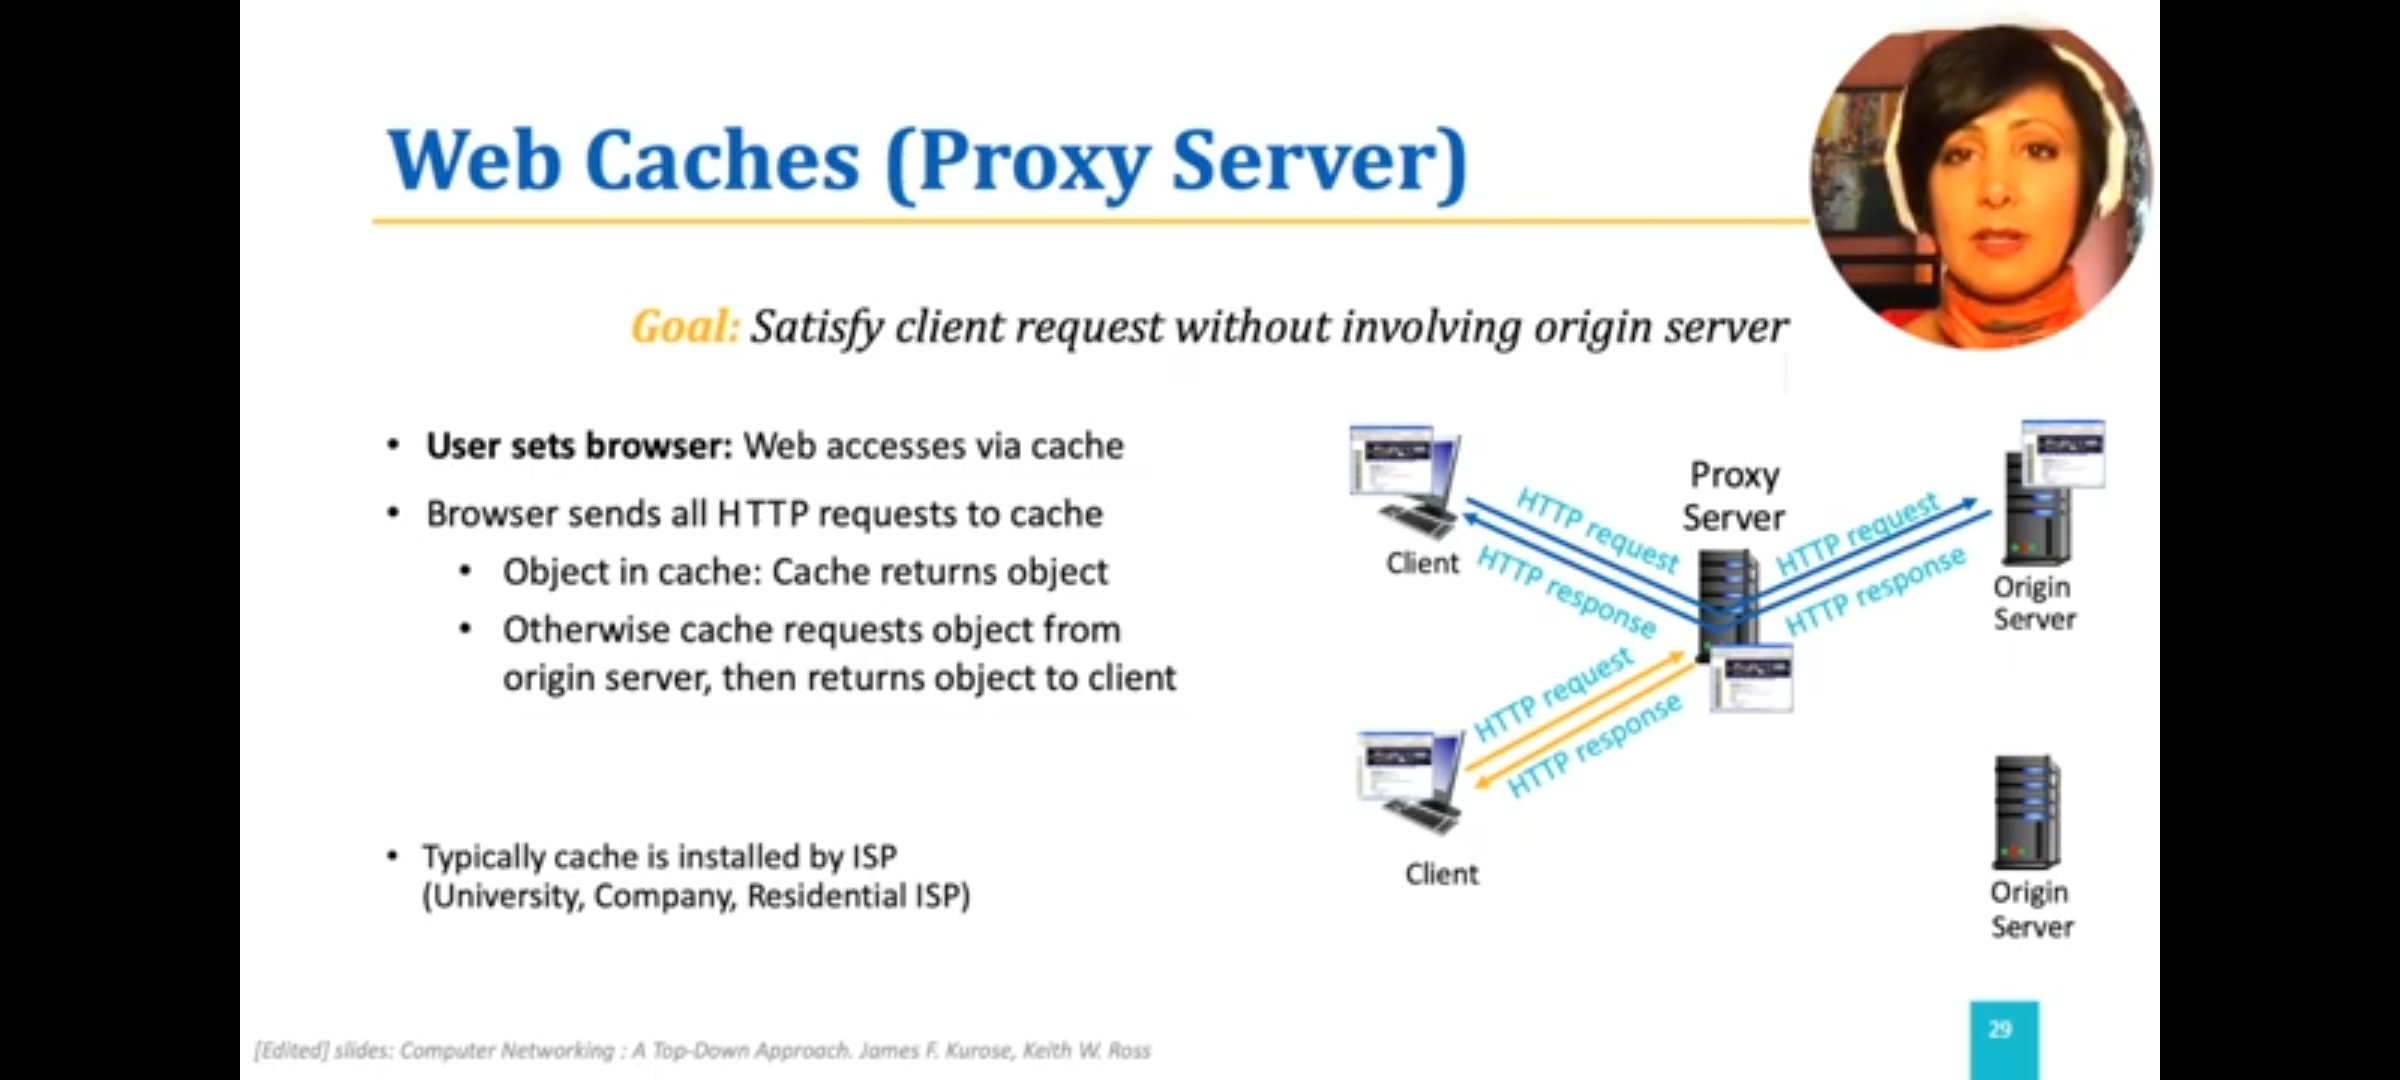 Web Caches (Proxy Server)
Goal: Satisfy client request without involving origin server
• User sets browser: Web accesses via cache
• Browser sends all HTTP requests to cache
• Object in cache: Cache returns object
• Otherwise cache requests object from
origin server, then returns object to client
• Typically cache is installed by ISP
(University, Company, Residential ISP)
Proxy
Server
HTTP request
HTTP response
Client
HTTP request
HTTP response
Origin
Server
HTTP request
HTTP response
Client
Origin
Server
29
[Edited] slides: Computer Networking : A Top-Down Approach. James F. Kurose, Keith W. Ross